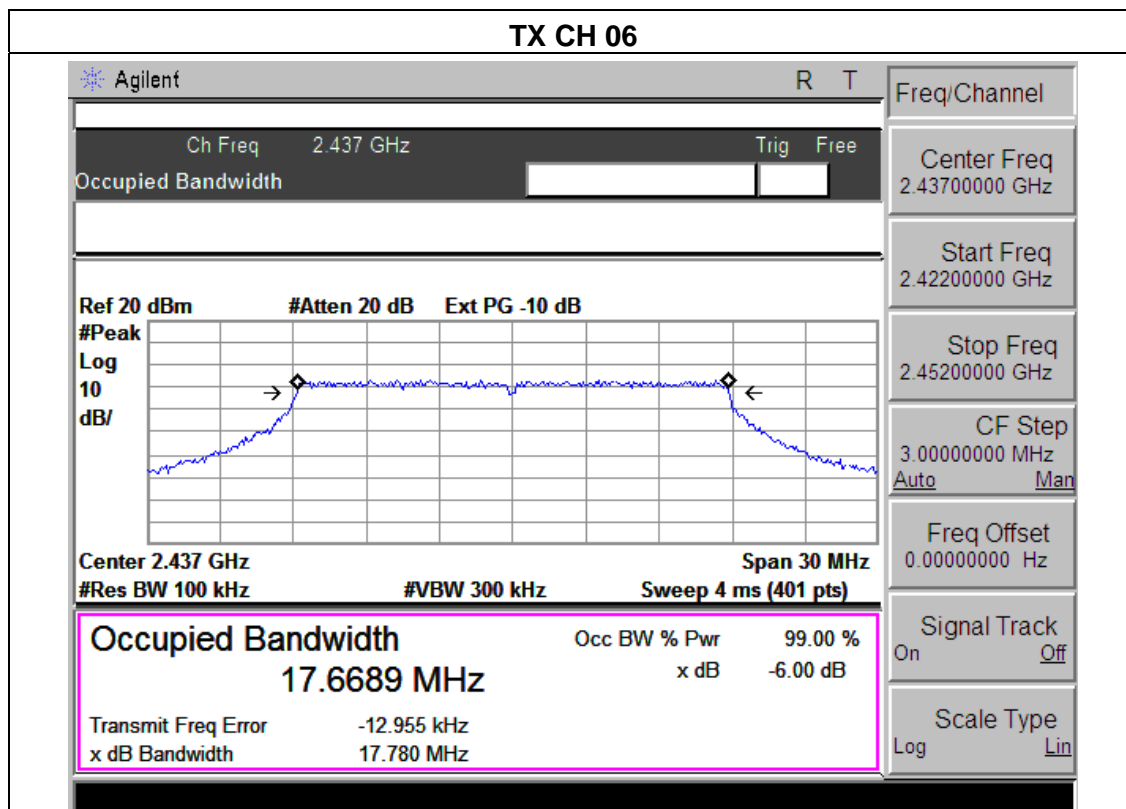 TX CH 06
Agilent R T
Ch Freq 2.437 GHz Trig Free
Occupied Bandwidth
Ref 20 dBm #Atten 20 dB Ext PG -10 dB
#Peak
Log
10
dB/
Center 2.437 GHz Span 30 MHz
#Res BW 100 kHz #VBW 300 kHz Sweep 4 ms (401 pts)
Occupied Bandwidth Occ BW % Pwr 99.00 %
17.6689 MHz x dB -6.00 dB
Transmit Freq Error -12.955 kHz
x dB Bandwidth 17.780 MHz
Freq/Channel
Center Freq
2.43700000 GHz
Start Freq
2.42200000 GHz
Stop Freq
2.45200000 GHz
CF Step
3.00000000 MHz
Auto Man
Freq Offset
0.00000000 Hz
Signal Track
On Off
Scale Type
Log Lin